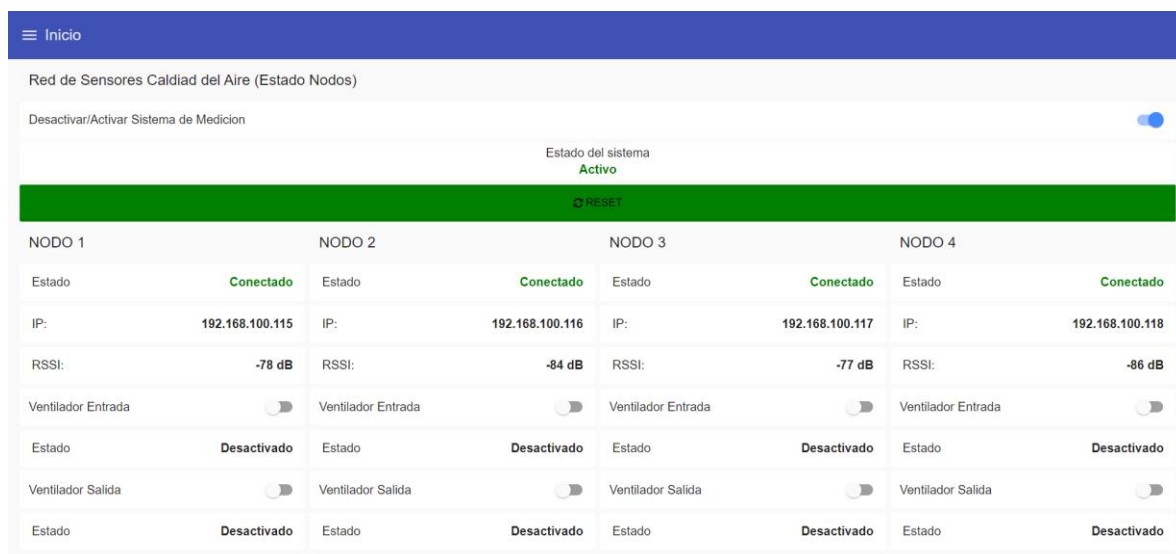 Inicio
Red de Sensores Caldiad del Aire (Estado Nodos)
Desactivar/Activar Sistema de Medicion
Estado del sistema
Activo
RESET
NODO 1 NODO 2 NODO 3 NODO 4
Estado Conectado Estado Conectado Estado Conectado Estado Conectado
IP: 192.168.100.115 IP: 192.168.100.116 IP: 192.168.100.117 IP: 192.168.100.118
RSSI: -78 dB RSSI: -84 dB RSSI: -77 dB RSSI: -86 dB
Ventilador Entrada Ventilador Entrada Ventilador Entrada Ventilador Entrada
Estado Desactivado Estado Desactivado Estado Desactivado Estado Desactivado
Ventilador Salida Ventilador Salida Ventilador Salida Ventilador Salida
Estado Desactivado Estado Desactivado Estado Desactivado Estado Desactivado